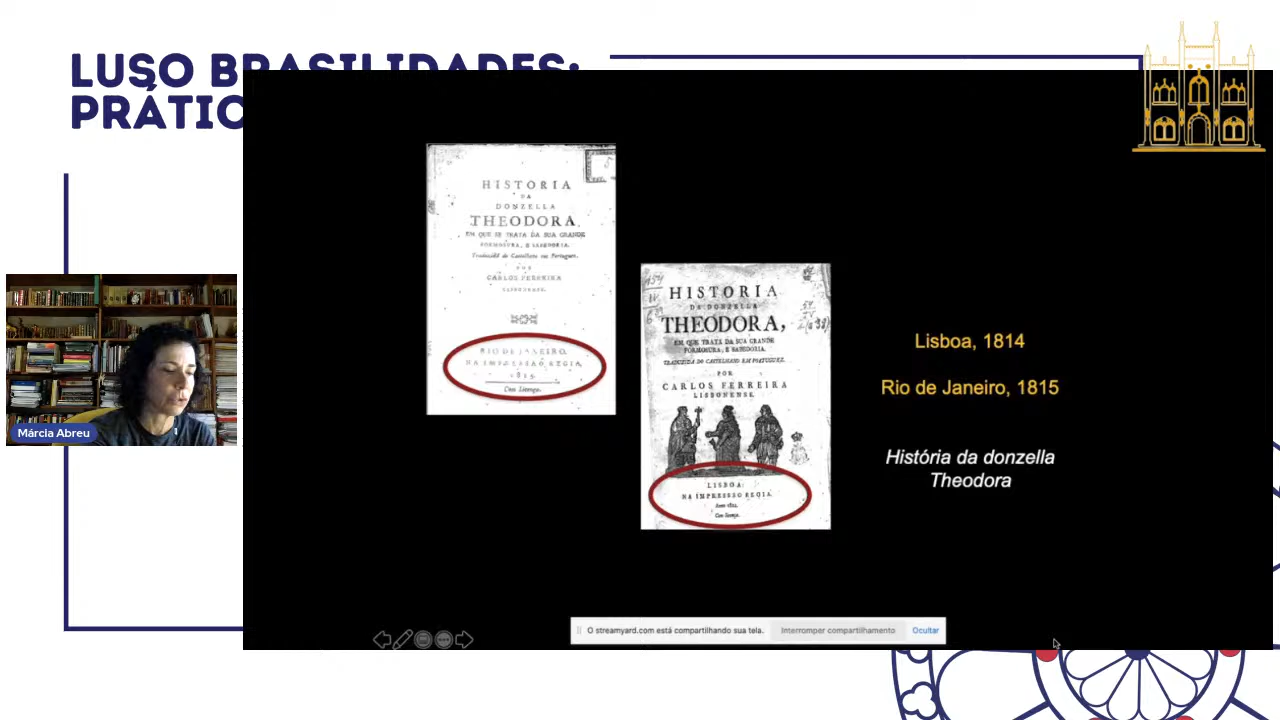 LUSO BRASILIDADES:
PRÁTIC
HISTORIA
DA
DONZELLA
THEODORA,
EM QUE SE TRATA DA SUA GRANDE
FORMOSURA, E SABEDORIA.
Traduzida do Castelhano em Portuguez,
POR
CARLOS FERREIRA
LISBONENSE.
RIO DE JANEIRO.
NA IMPRESSÃO REGIA.
1815.
Com Licença.
HISTORIA
DE DONZELLA
THEODORA,
EM QUE TRATA DA SUA GRANDE
FORMOSURA, E SABEDORIA.
TRADUZIDA DO CASTELHANO EM PORTUGUEZ.
POR
CARLOS FERREIRA
LISBONENSE.
LISBOA:
NA IMPRESSÃO REGIA.
Com licença.
Lisboa, 1814
Rio de Janeiro, 1815
História da donzella
Theodora
Márcia Abreu
O streamyard.com está compartilhando sua tela.
Interromper compartilhamento
Ocultar